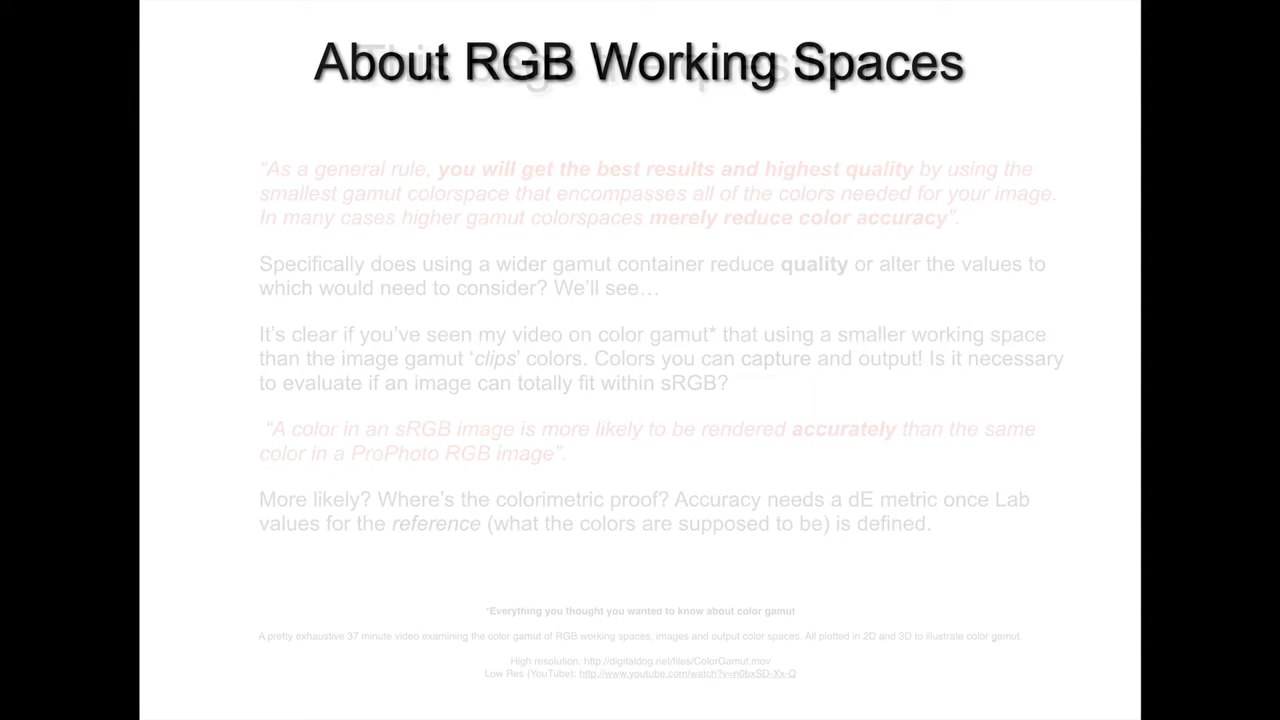 About RGB Working Spaces
“As a general rule, you will get the best results and highest quality by using the
smallest gamut colorspace that encompasses all of the colors needed for your image.
In many cases higher gamut colorspaces merely reduce color accuracy”.
Specifically does using a wider gamut container reduce quality or alter the values to
which would need to consider? We’ll see…
It’s clear if you’ve seen my video on color gamut* that using a smaller working space
than the image gamut ‘clips’ colors. Colors you can capture and output! Is it necessary
to evaluate if an image can totally fit within sRGB?
“A color in an sRGB image is more likely to be rendered accurately than the same
color in a ProPhoto RGB image”.
More likely? Where’s the colorimetric proof? Accuracy needs a dE metric once Lab
values for the reference (what the colors are supposed to be) is defined.
*Everything you thought you wanted to know about color gamut
A pretty exhaustive 37 minute video examining the color gamut of RGB working spaces, images and output color spaces. All plotted in 2D and 3D to illustrate color gamut.
High resolution: http://digitaldog.net/files/ColorGamut.mov
Low Res (YouTube): http://www.youtube.com/watch?v=n0bxSD-Xx-Q